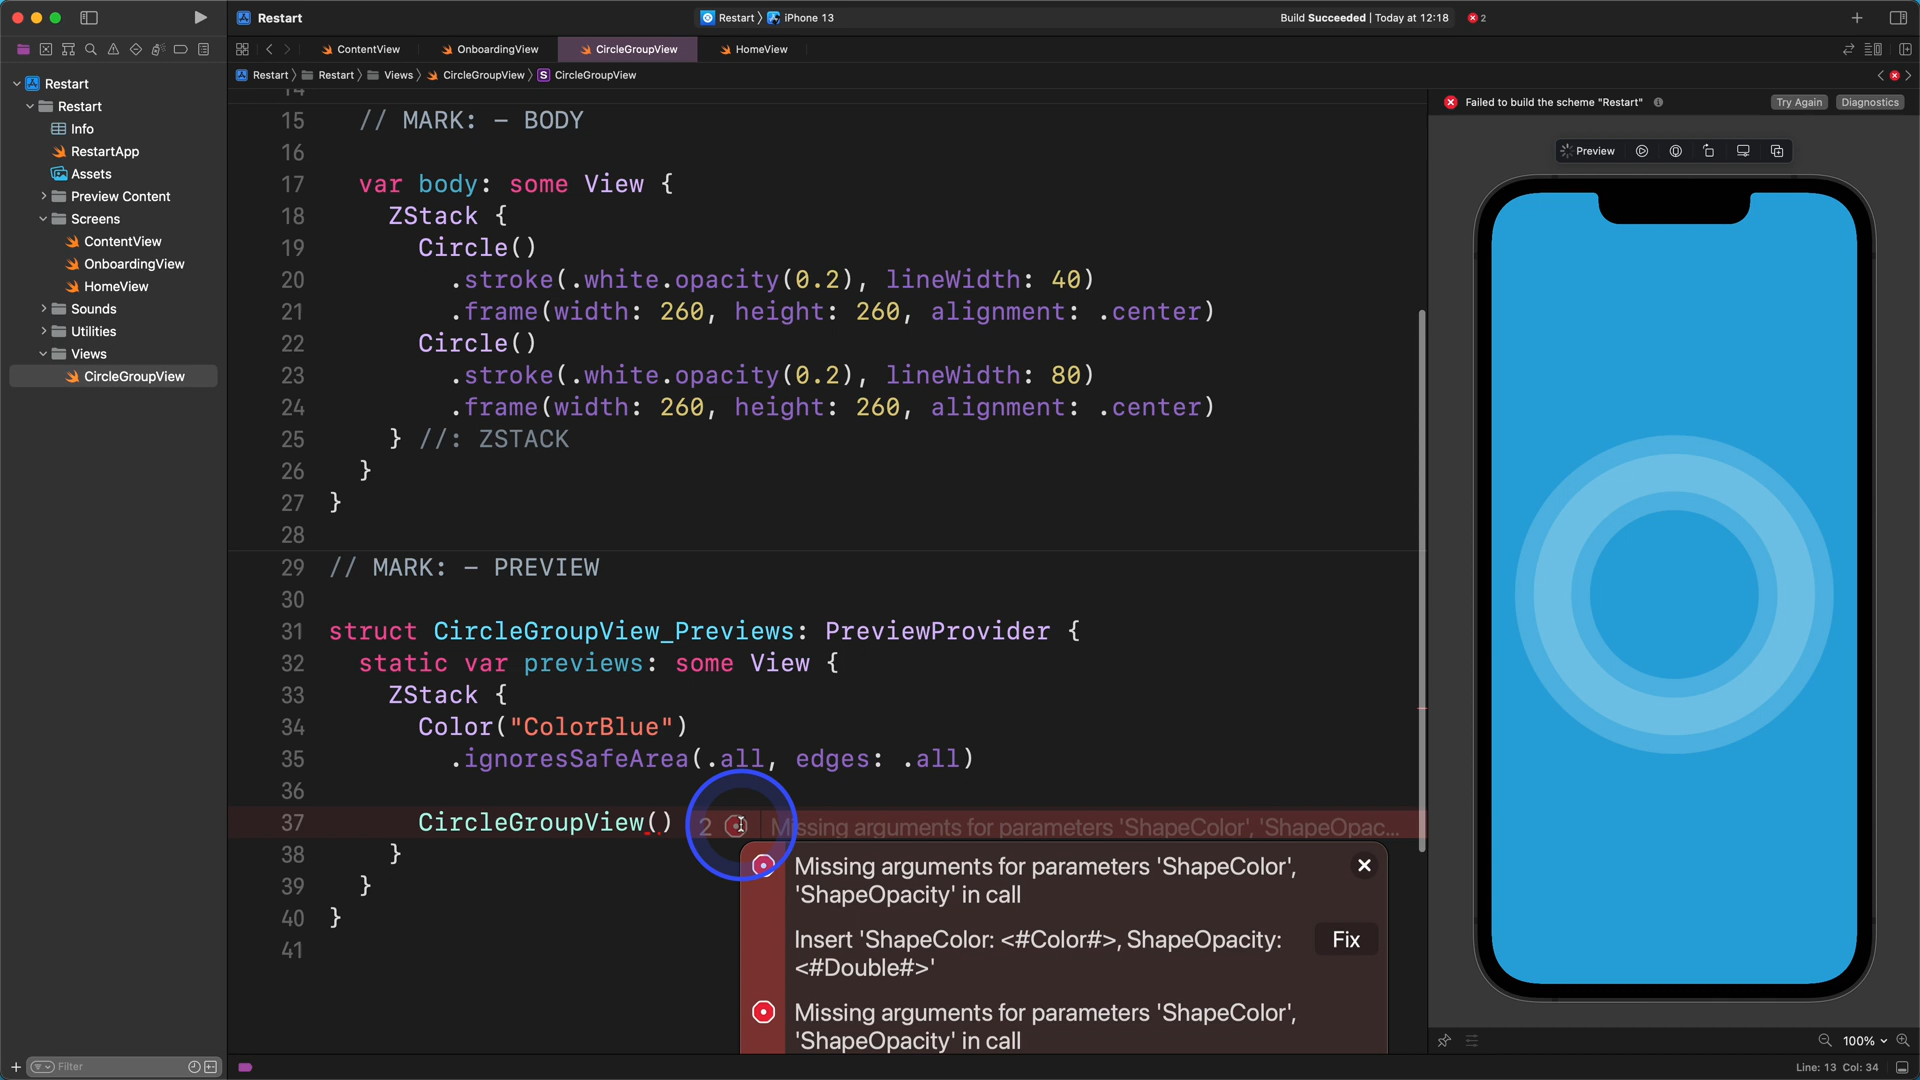 Restart
Restart
iPhone 13
Build Succeeded | Today at 12:18
2
ContentView
OnboardingView
CircleGroupView
HomeView
Restart
Restart
Views
CircleGroupView
S
CircleGroupView
Restart
Restart
Info
RestartApp
Assets
Preview Content
Screens
ContentView
OnboardingView
HomeView
Sounds
Utilities
Views
CircleGroupView
14
15 // MARK: - BODY
16
17 var body: some View {
18 ZStack {
19 Circle()
20 .stroke(.white.opacity(0.2), lineWidth: 40)
21 .frame(width: 260, height: 260, alignment: .center)
22 Circle()
23 .stroke(.white.opacity(0.2), lineWidth: 80)
24 .frame(width: 260, height: 260, alignment: .center)
25 } //: ZSTACK
26 }
27 }
28
29 // MARK: - PREVIEW
30
31 struct CircleGroupView_Previews: PreviewProvider {
32 static var previews: some View {
33 ZStack {
34 Color("ColorBlue")
35 .ignoresSafeArea(.all, edges: .all)
36
37 CircleGroupView() 2 Missing arguments for parameters 'ShapeColor', 'ShapeOpac...
38 }
39 }
40 }
41
Missing arguments for parameters 'ShapeColor',
'ShapeOpacity' in call
Insert 'ShapeColor: <#Color#>, ShapeOpacity:
<#Double#>'
Fix
Missing arguments for parameters 'ShapeColor',
'ShapeOpacity' in call
Failed to build the scheme "Restart"
Try Again
Diagnostics
Preview
100%
Filter
Line: 13 Col: 34